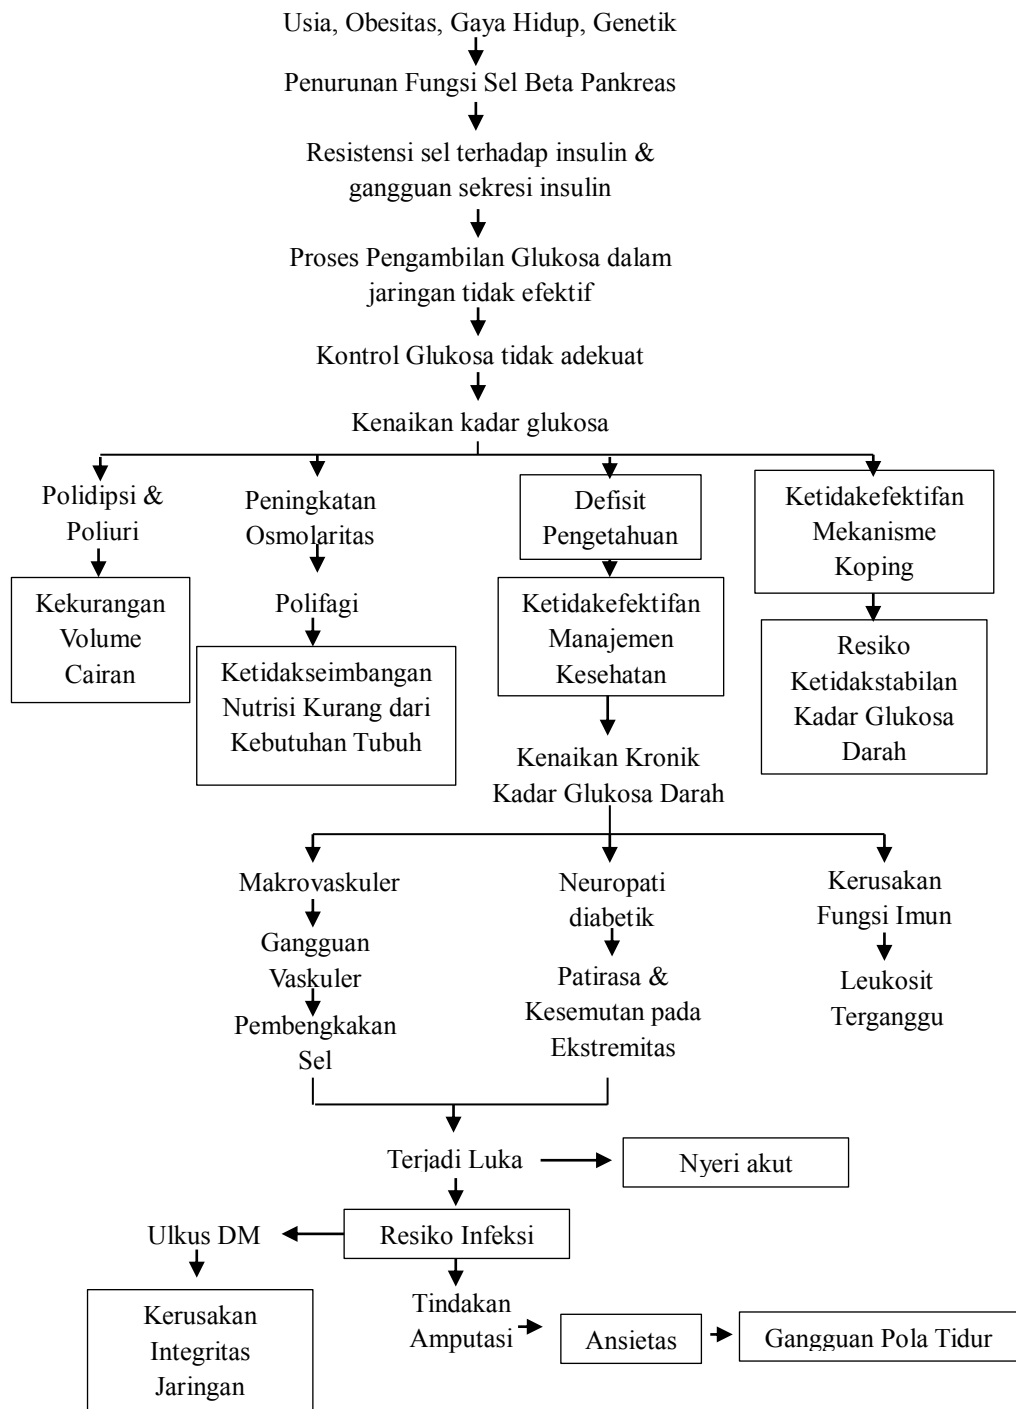 Usia, Obesitas, Gaya Hidup, Genetik
Penurunan Fungsi Sel Beta Pankreas
Resistensi sel terhadap insulin &
gangguan sekresi insulin
Proses Pengambilan Glukosa dalam
jaringan tidak efektif
Kontrol Glukosa tidak adekuat
Kenaikan kadar glukosa
Polidipsi &
Poliuri
Kekurangan
Volume
Cairan
Peningkatan
Osmolaritas
Polifagi
Ketidakseimbangan
Nutrisi Kurang dari
Kebutuhan Tubuh
Defisit
Pengetahuan
Ketidakefektifan
Manajemen
Kesehatan
Ketidakefektifan
Mekanisme
Koping
Resiko
Ketidakstabilan
Kadar Glukosa
Darah
Kenaikan Kronik
Kadar Glukosa Darah
Makrovaskuler
Gangguan
Vaskuler
Pembengkakan
Sel
Neuropati
diabetik
Patirasa &
Kesemutan pada
Ekstremitas
Kerusakan
Fungsi Imun
Leukosit
Terganggu
Terjadi Luka
Nyeri akut
Resiko Infeksi
Ulkus DM
Kerusakan
Integritas
Jaringan
Tindakan
Amputasi
Ansietas
Gangguan Pola Tidur